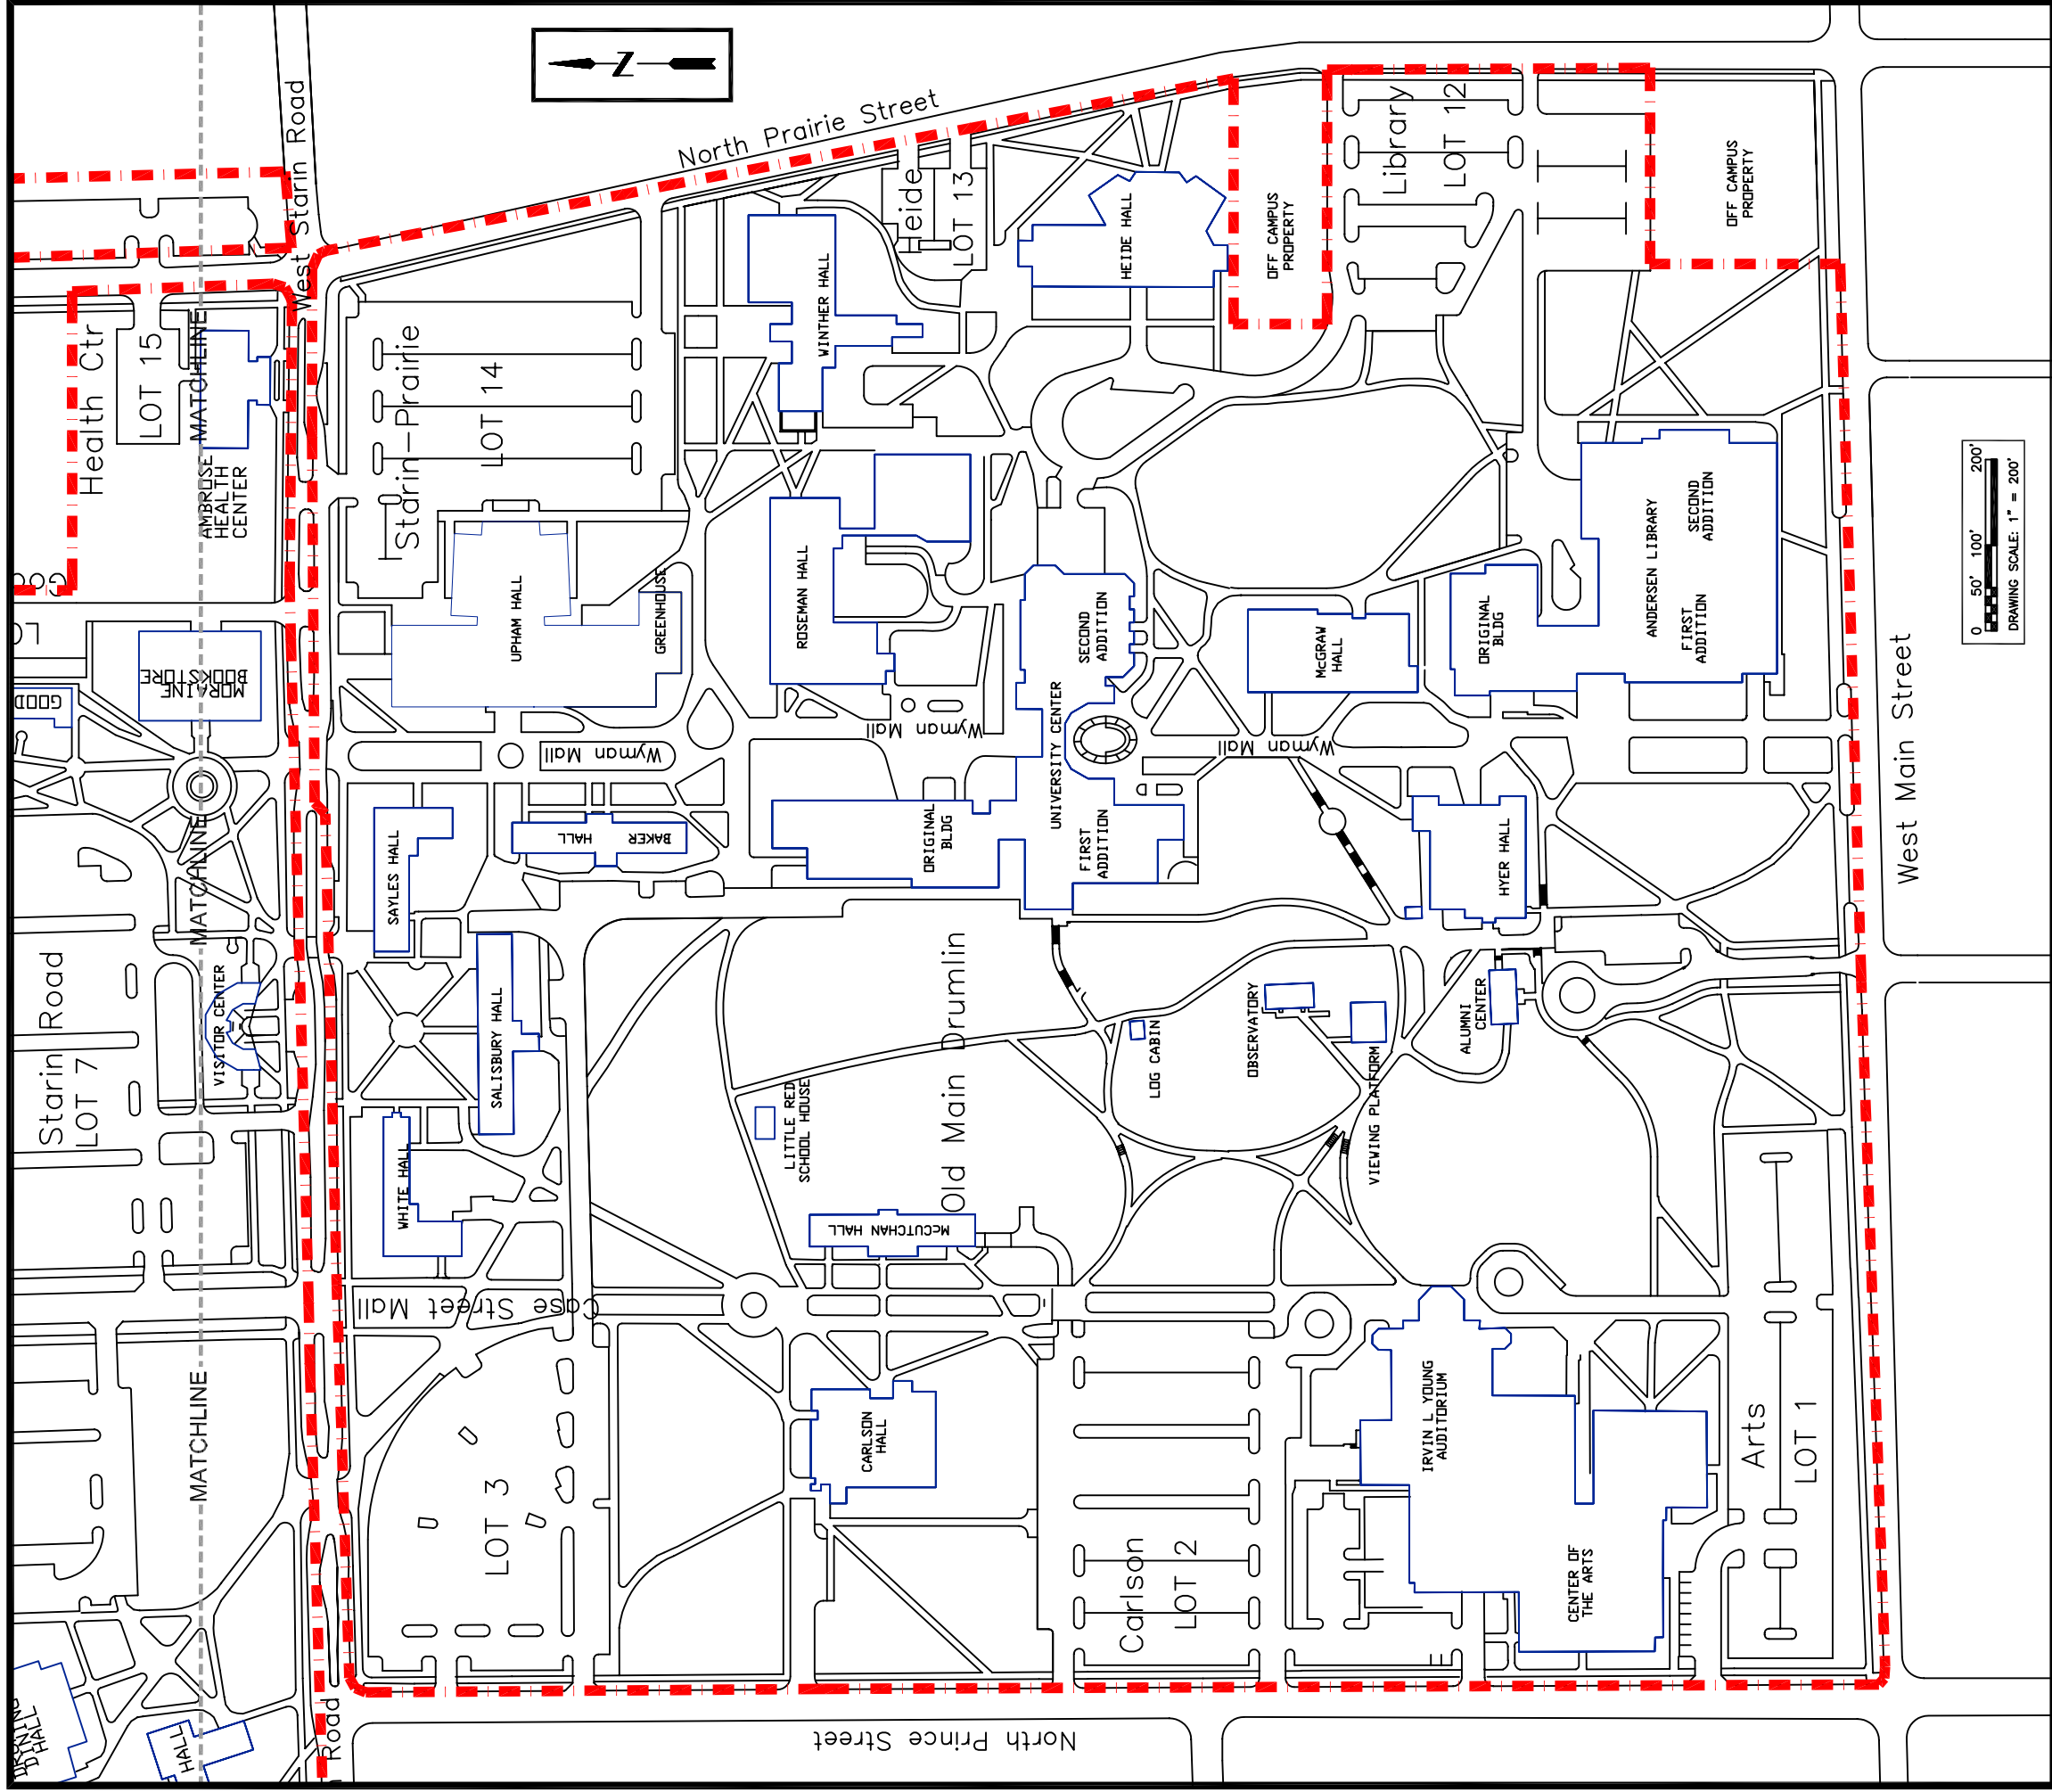 Z
North Prairie Street
West Starin Road
MATCHLINE
Health Ctr
LOT 15
AMBROSE
HEALTH
CENTER
Starin-Prairie
LOT 14
WINTHER HALL
Heide
LOT 13
HEIDE HALL
OFF CAMPUS
PROPERTY
Library
LOT 12
OFF CAMPUS
PROPERTY
MORAINE
BOOKSTORE
GOOD
UPHAM HALL
GREENHOUSE
ROSEMAN HALL
SECOND
ADDITION
UNIVERSITY CENTER
FIRST
ADDITION
ORIGINAL
BLDG
McGRAW
HALL
ORIGINAL
BLDG
ANDERSEN LIBRARY
FIRST
ADDITION
SECOND
ADDITION
Wyman Mall
Wyman Mall
Wyman Mall
0 50' 100' 200'
DRAWING SCALE: 1" = 200'
West Main Street
MATCHLINE
SAYLES HALL
BAKER HALL
HYER HALL
Starin Road
LOT 7
VISITOR CENTER
SALISBURY HALL
WHITE HALL
LITTLE RED
SCHOOL HOUSE
Old Main Drumlin
McCUTCHAN HALL
LOG CABIN
OBSERVATORY
VIEWING PLATFORM
ALUMNI
CENTER
Case Street Mall
MATCHLINE
LOT 3
CARLSON
HALL
Carlson
LOT 2
IRVIN L YOUNG
AUDITORIUM
CENTER OF
THE ARTS
Arts
LOT 1
HALL
HALL
Road
North Prince Street